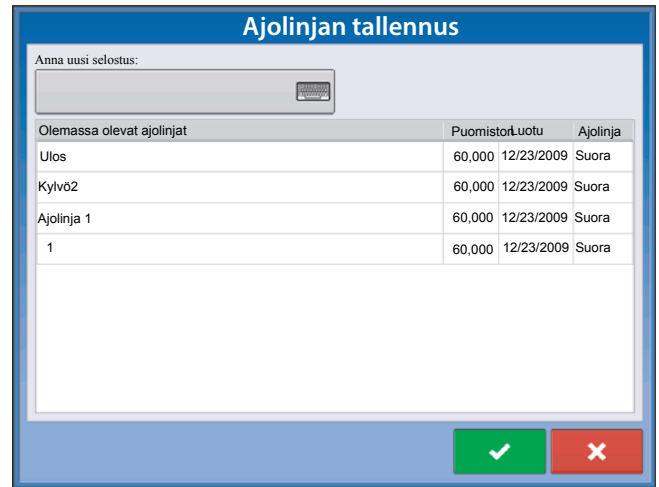 Ajolinjan tallennus
Anna uusi selostus:
Olemassa olevat ajolinjat Puomiston Luotu Ajolinja
Ulos 60,000 12/23/2009 Suora
Kylvö2 60,000 12/23/2009 Suora
Ajolinja 1 60,000 12/23/2009 Suora
1 60,000 12/23/2009 Suora